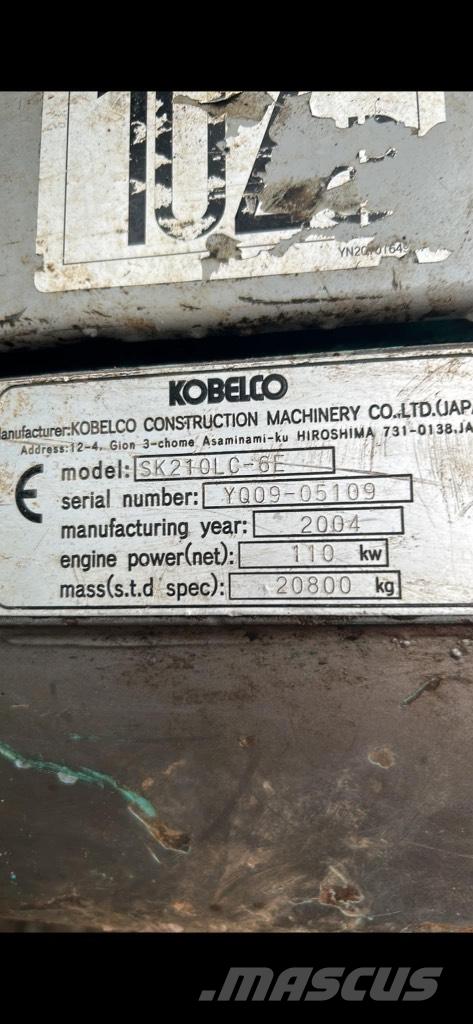 102
KOBELCO
anufacturer:KOBELCO CONSTRUCTION MACHINERY CO.,LTD.(JAPA
Address:12-4, Gion 3-chome Asaminami-ku HIROSHIMA 731-0138.JA
CE
model: SK210LC-6E
serial number: YQ09-05109
manufacturing year: 2004
engine power(net): 110 kw
mass(s.t.d spec): 20800 kg
MASCUS